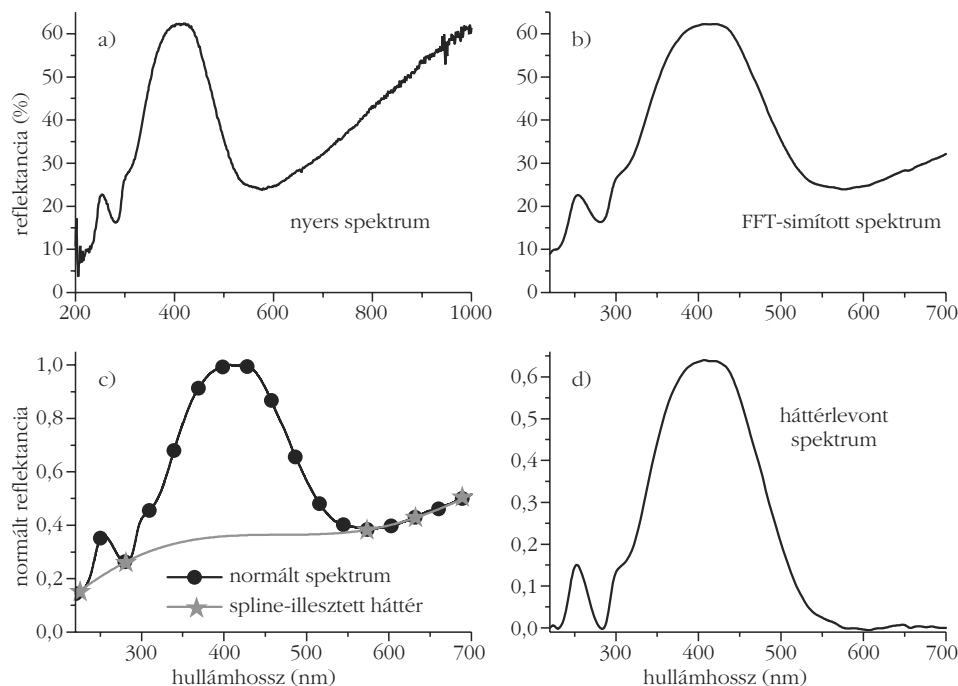 a)
b)
60
50
40
30
20
10
0
reflektancia (%)
nyers spektrum
200 400 600 800 1000
60
50
40
30
20
10
0
FFT-simított spektrum
300 400 500 600 700
c)
1,0
0,8
0,6
0,4
0,2
0,0
normált reflektancia
normált spektrum
spline-illesztett háttér
300 400 500 600 700
hullámhossz (nm)
d)
0,6
0,5
0,4
0,3
0,2
0,1
0,0
háttérlevont
spektrum
300 400 500 600 700
hullámhossz (nm)